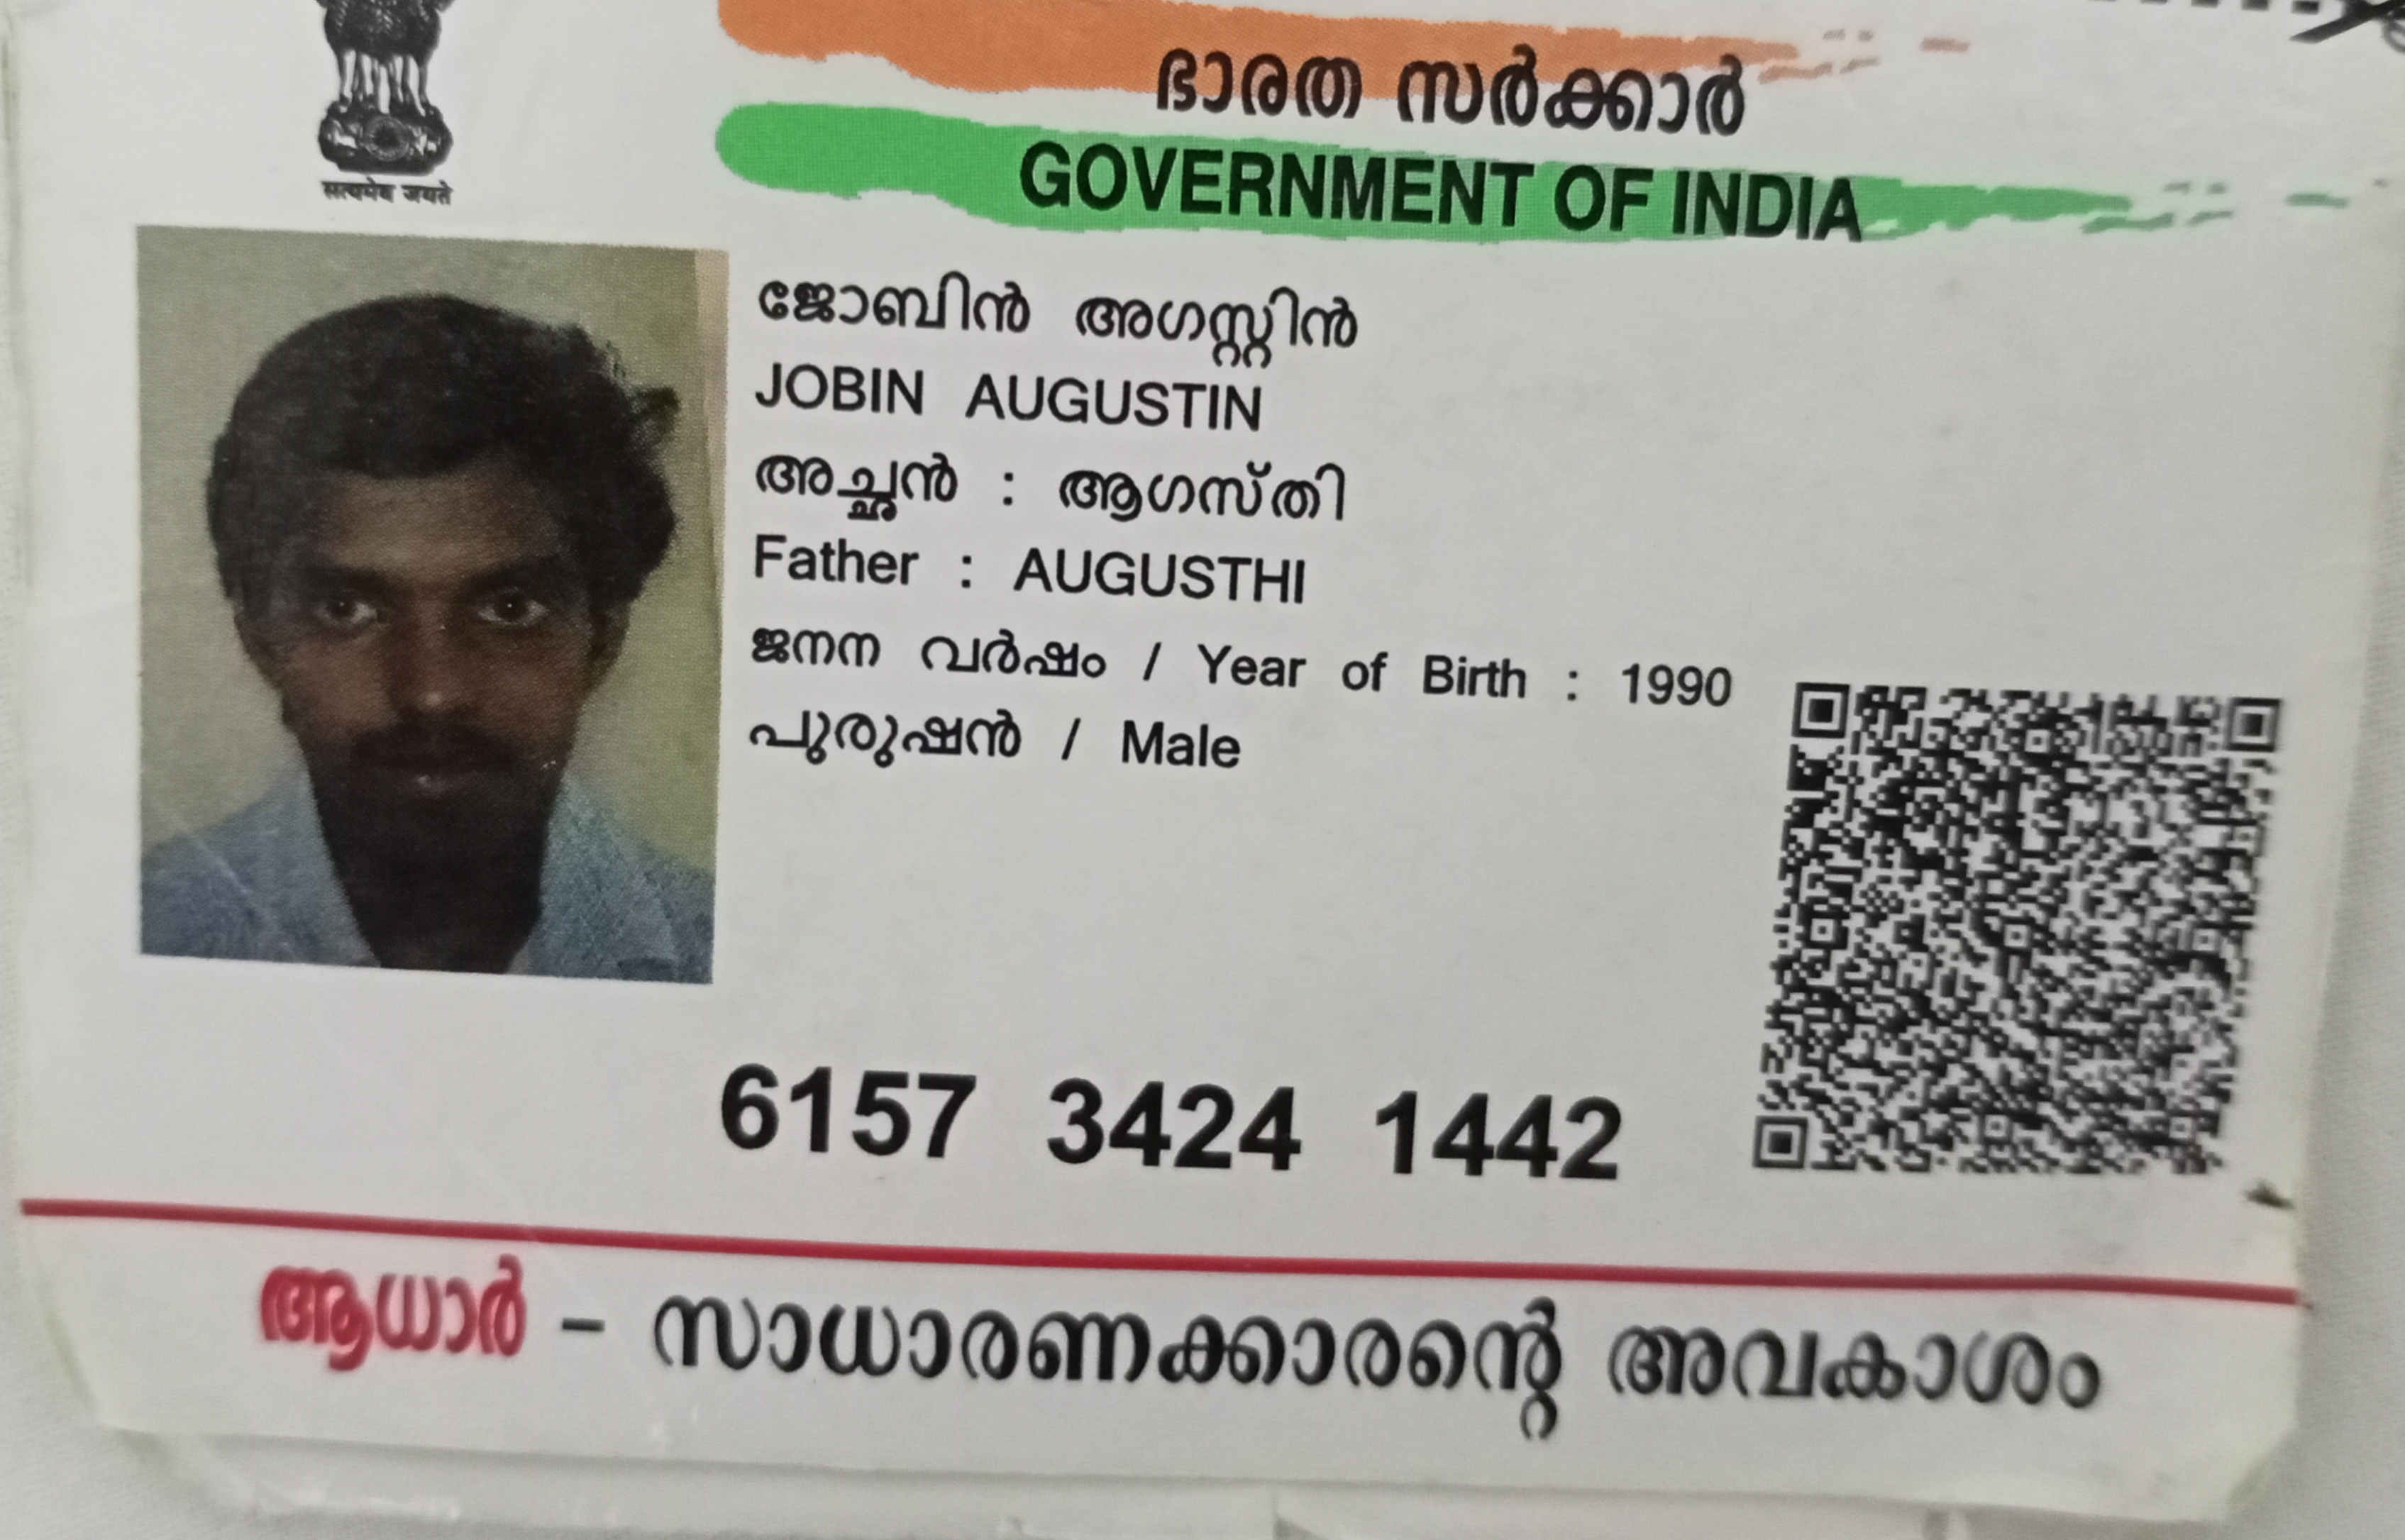 ഭാരത സർക്കാർ
GOVERNMENT OF INDIA
सत्यमेव जयते
ജോബിൻ അഗസ്റ്റിൻ
JOBIN AUGUSTIN
അച്ഛൻ : ആഗസ്തി
Father : AUGUSTHI
ജനന വർഷം / Year of Birth : 1990
പുരുഷൻ / Male
6157 3424 1442
ആധാർ – സാധാരണക്കാരന്റെ അവകാശം